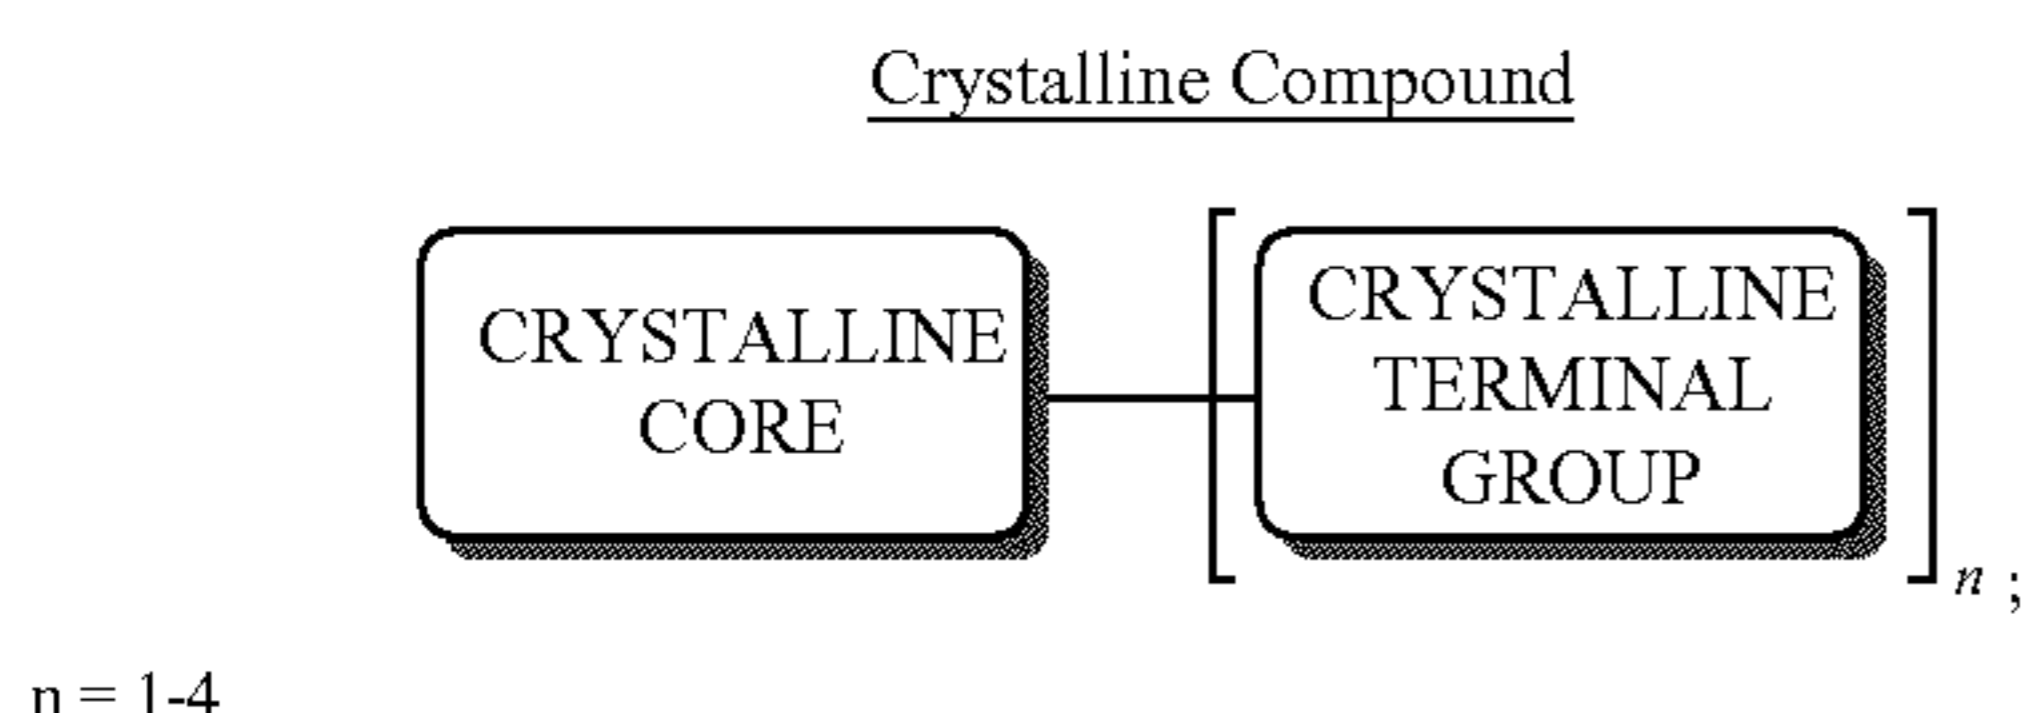 Crystalline Compound
CRYSTALLINE
CORE
CRYSTALLINE
TERMINAL
GROUP
n ;
n = 1-4